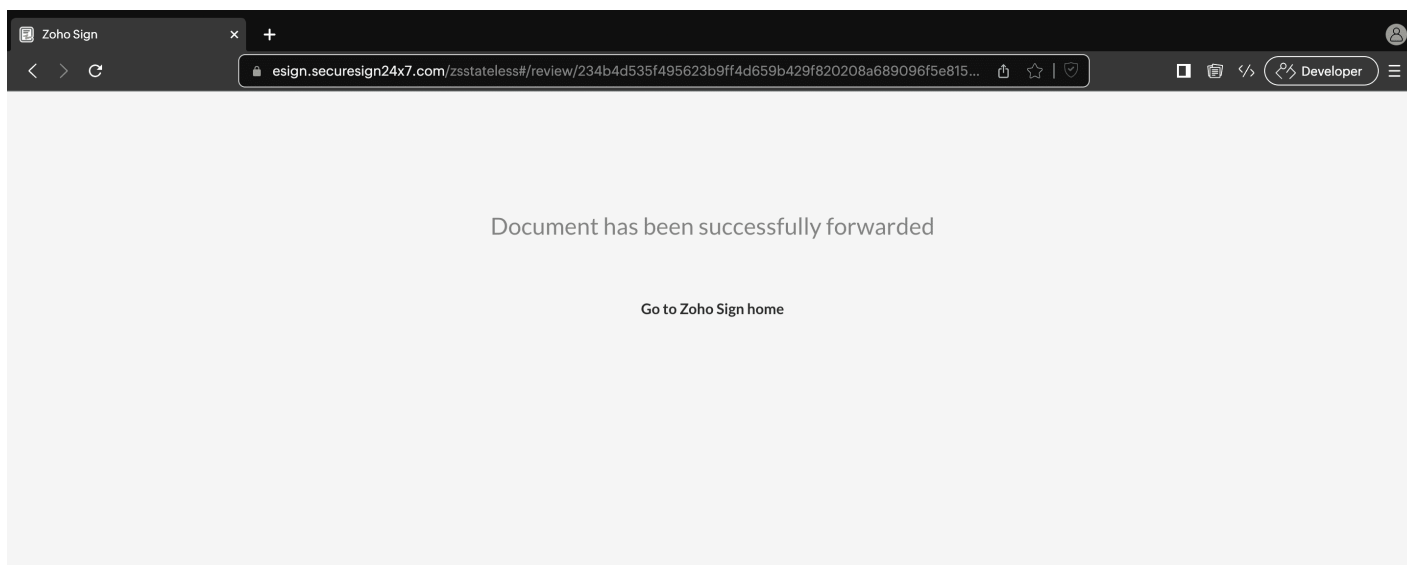 Zoho Sign
esign.securesign24x7.com/zsstateless#/review/234b4d535f495623b9ff4d659b429f820208a689096f5e815...
Developer
Document has been successfully forwarded
Go to Zoho Sign home